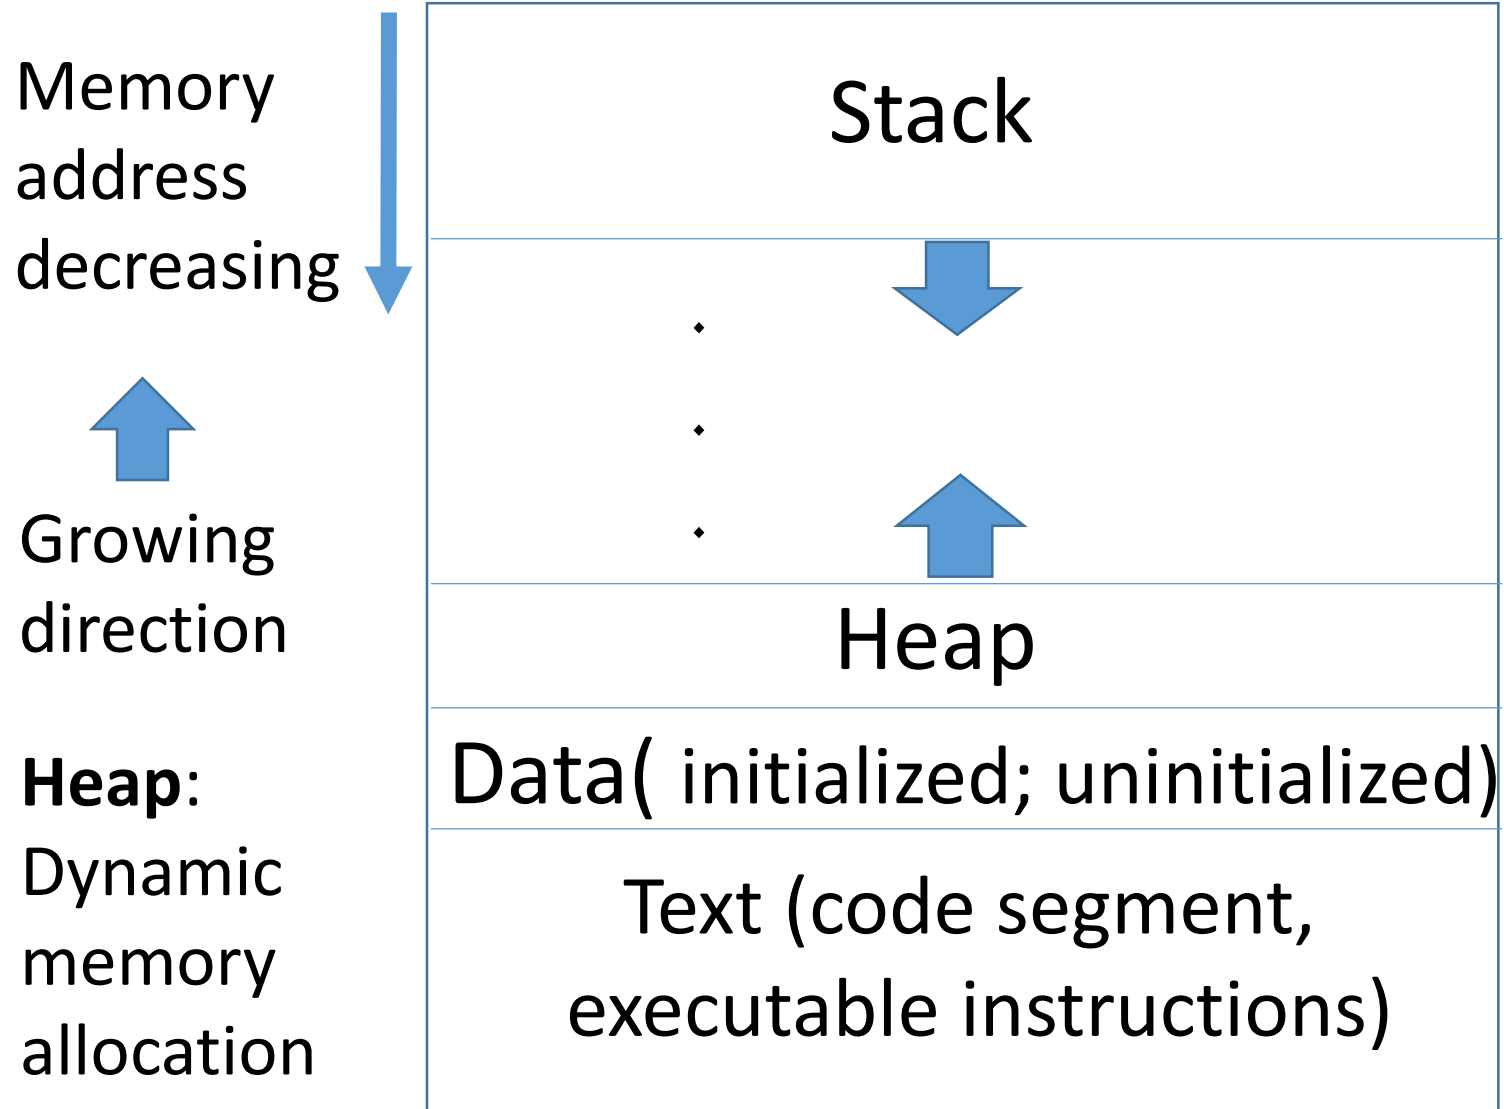 Memory
address
decreasing
Growing
direction
Heap:
Dynamic
memory
allocation
Stack
Heap
Data( initialized; uninitialized)
Text (code segment,
executable instructions)